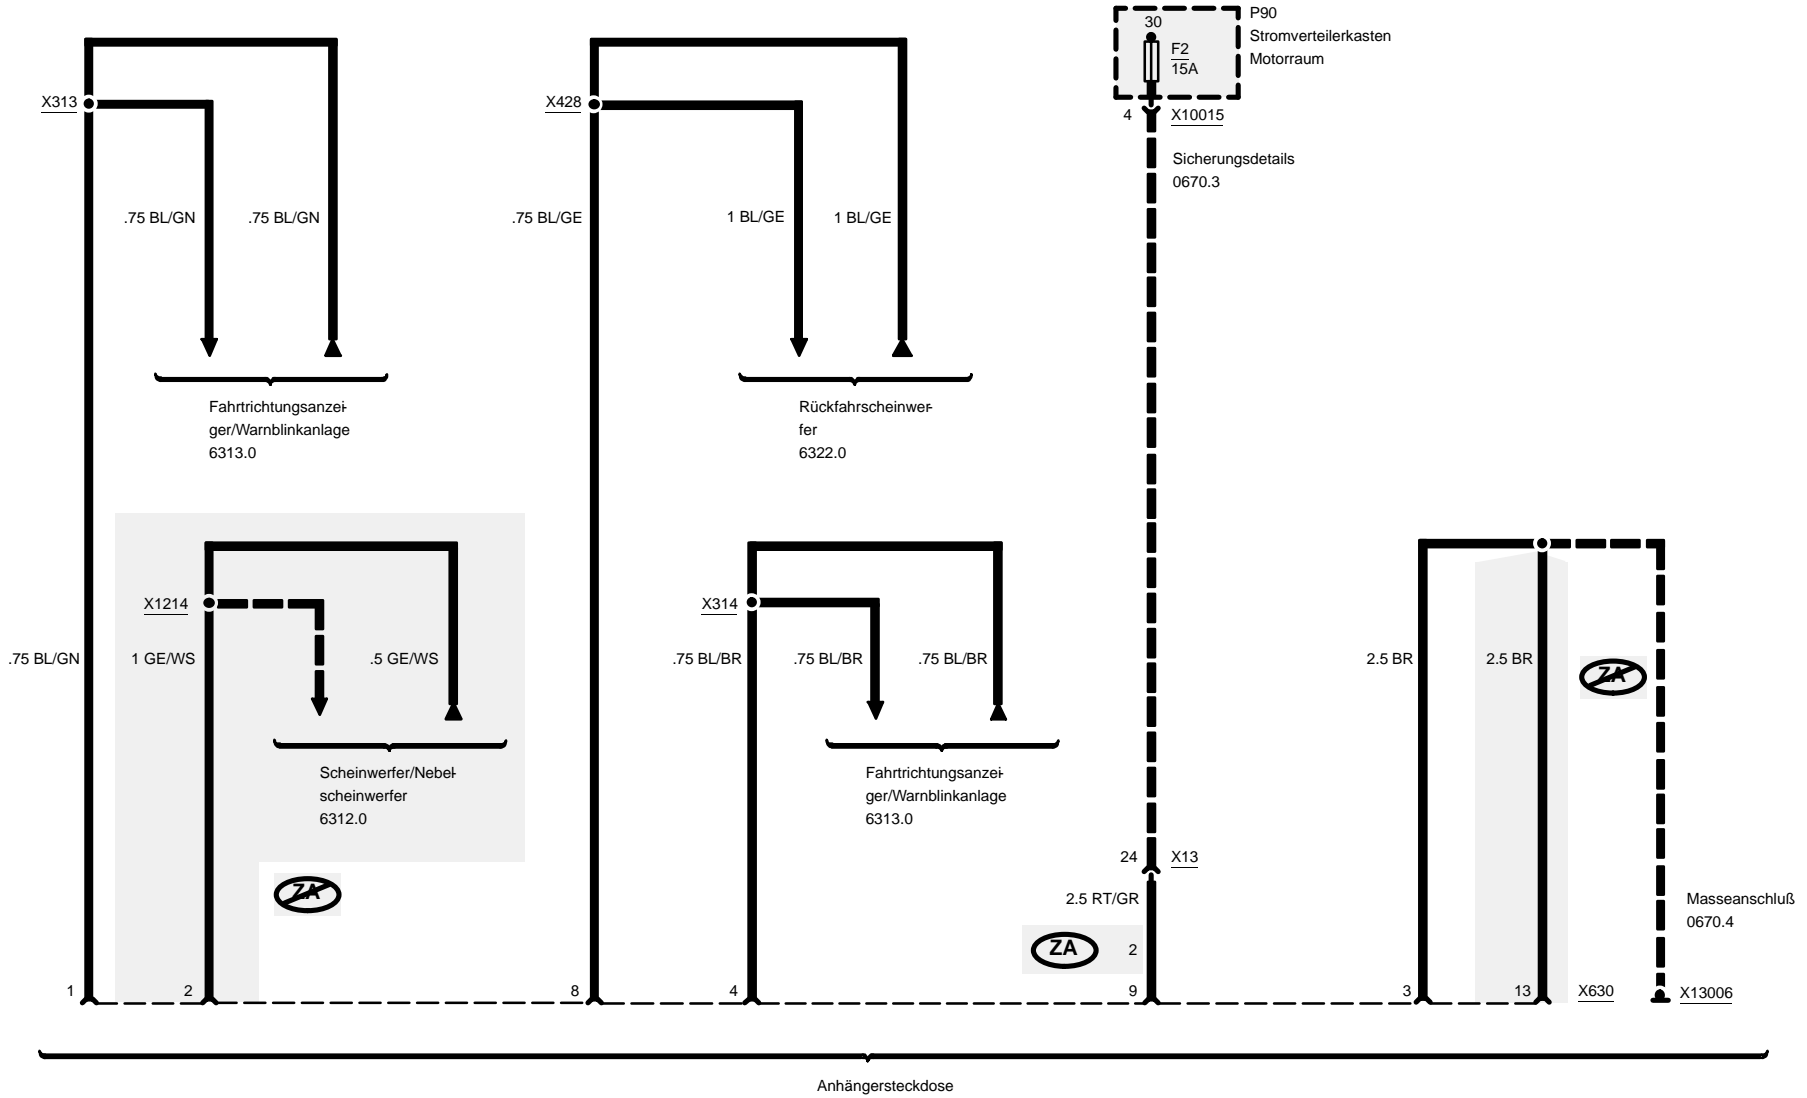 30
F2
15A
P90
Stromverteilerkasten
Motorraum
X313
X428
4
X10015
Sicherungsdetails
0670.3
.75 BL/GN
.75 BL/GN
.75 BL/GE
1 BL/GE
1 BL/GE
Fahrtrichtungsanzei-
ger/Warnblinkanlage
6313.0
Rückfahrscheinwer-
fer
6322.0
X1214
X314
.75 BL/GN
1 GE/WS
.5 GE/WS
.75 BL/BR
.75 BL/BR
.75 BL/BR
2.5 BR
2.5 BR
ZA
Scheinwerfer/Nebel-
scheinwerfer
6312.0
Fahrtrichtungsanzei-
ger/Warnblinkanlage
6313.0
24
X13
ZA
2.5 RT/GR
Masseanschluß
0670.4
ZA
2
1
2
8
4
9
3
13
X630
X13006
Anhängersteckdose